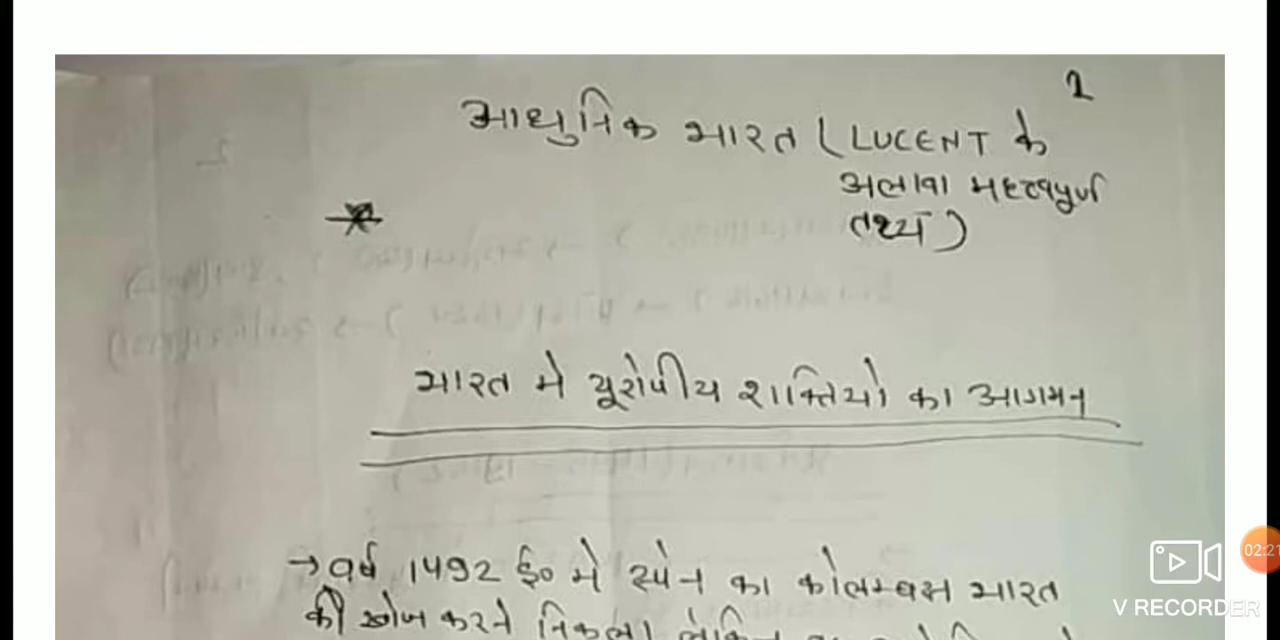 1
आधुनिक भारत (LUCENT के
अलावा महत्वपुर्ण
तथ्य)
भारत मे यूरोपीय शक्तियो का आगमन
→ वर्ष 1492 ई० मे स्पेन का कोलम्बस भारत
की खोज करने निकला लेकिन
02:21
V RECORDER